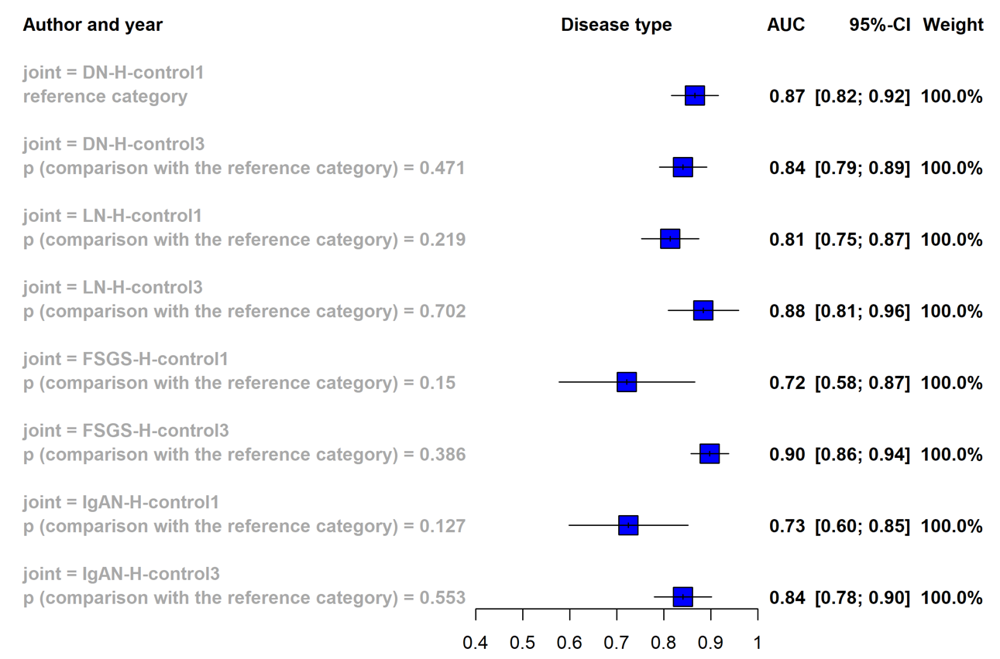 Author and year Disease type AUC 95%-CI Weight
joint = DN-H-control1
reference category 0.87 [0.82; 0.92] 100.0%
joint = DN-H-control3
p (comparison with the reference category) = 0.471 0.84 [0.79; 0.89] 100.0%
joint = LN-H-control1
p (comparison with the reference category) = 0.219 0.81 [0.75; 0.87] 100.0%
joint = LN-H-control3
p (comparison with the reference category) = 0.702 0.88 [0.81; 0.96] 100.0%
joint = FSGS-H-control1
p (comparison with the reference category) = 0.15 0.72 [0.58; 0.87] 100.0%
joint = FSGS-H-control3
p (comparison with the reference category) = 0.386 0.90 [0.86; 0.94] 100.0%
joint = IgAN-H-control1
p (comparison with the reference category) = 0.127 0.73 [0.60; 0.85] 100.0%
joint = IgAN-H-control3
p (comparison with the reference category) = 0.553 0.84 [0.78; 0.90] 100.0%
0.4 0.5 0.6 0.7 0.8 0.9 1